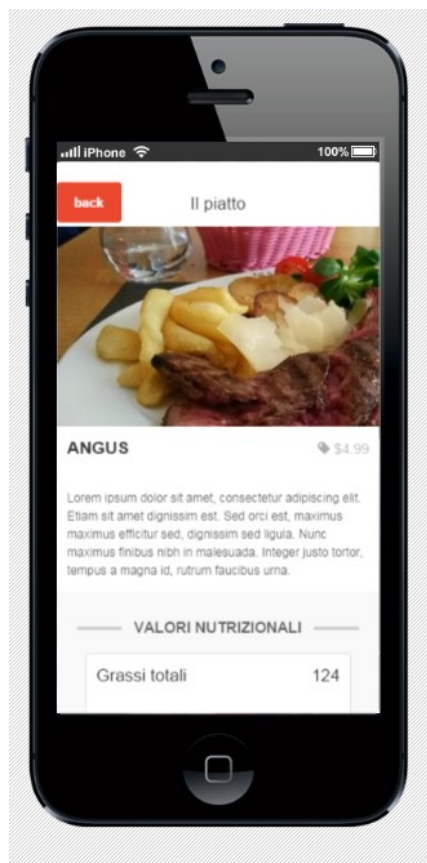 iPhone 100%
back Il piatto
ANGUS $4.99
Lorem ipsum dolor sit amet, consectetur adipiscing elit.
Etiam sit amet dignissim est. Sed orci est, maximus
maximus efficitur sed, dignissim sed ligula. Nunc
maximus finibus nibh in malesuada. Integer justo tortor,
tempus a magna id, rutrum faucibus urna.
VALORI NUTRIZIONALI
Grassi totali 124